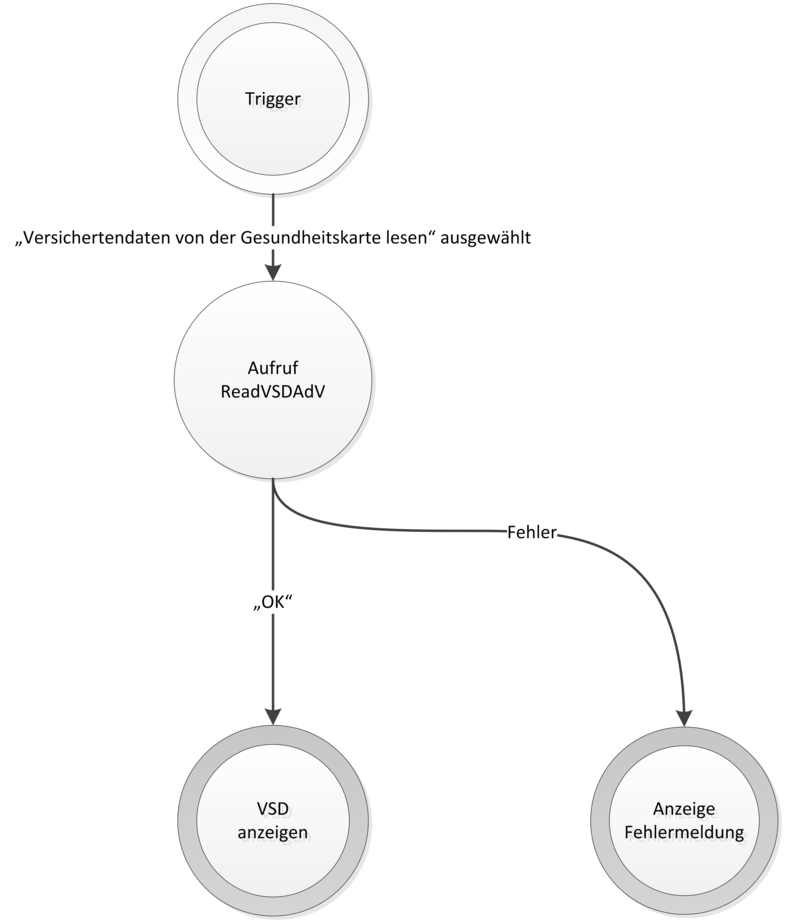 Trigger
„Versichertendaten von der Gesundheitskarte lesen“ ausgewählt
Aufruf
ReadVSDAdV
Fehler
„OK“
VSD
anzeigen
Anzeige
Fehlermeldung